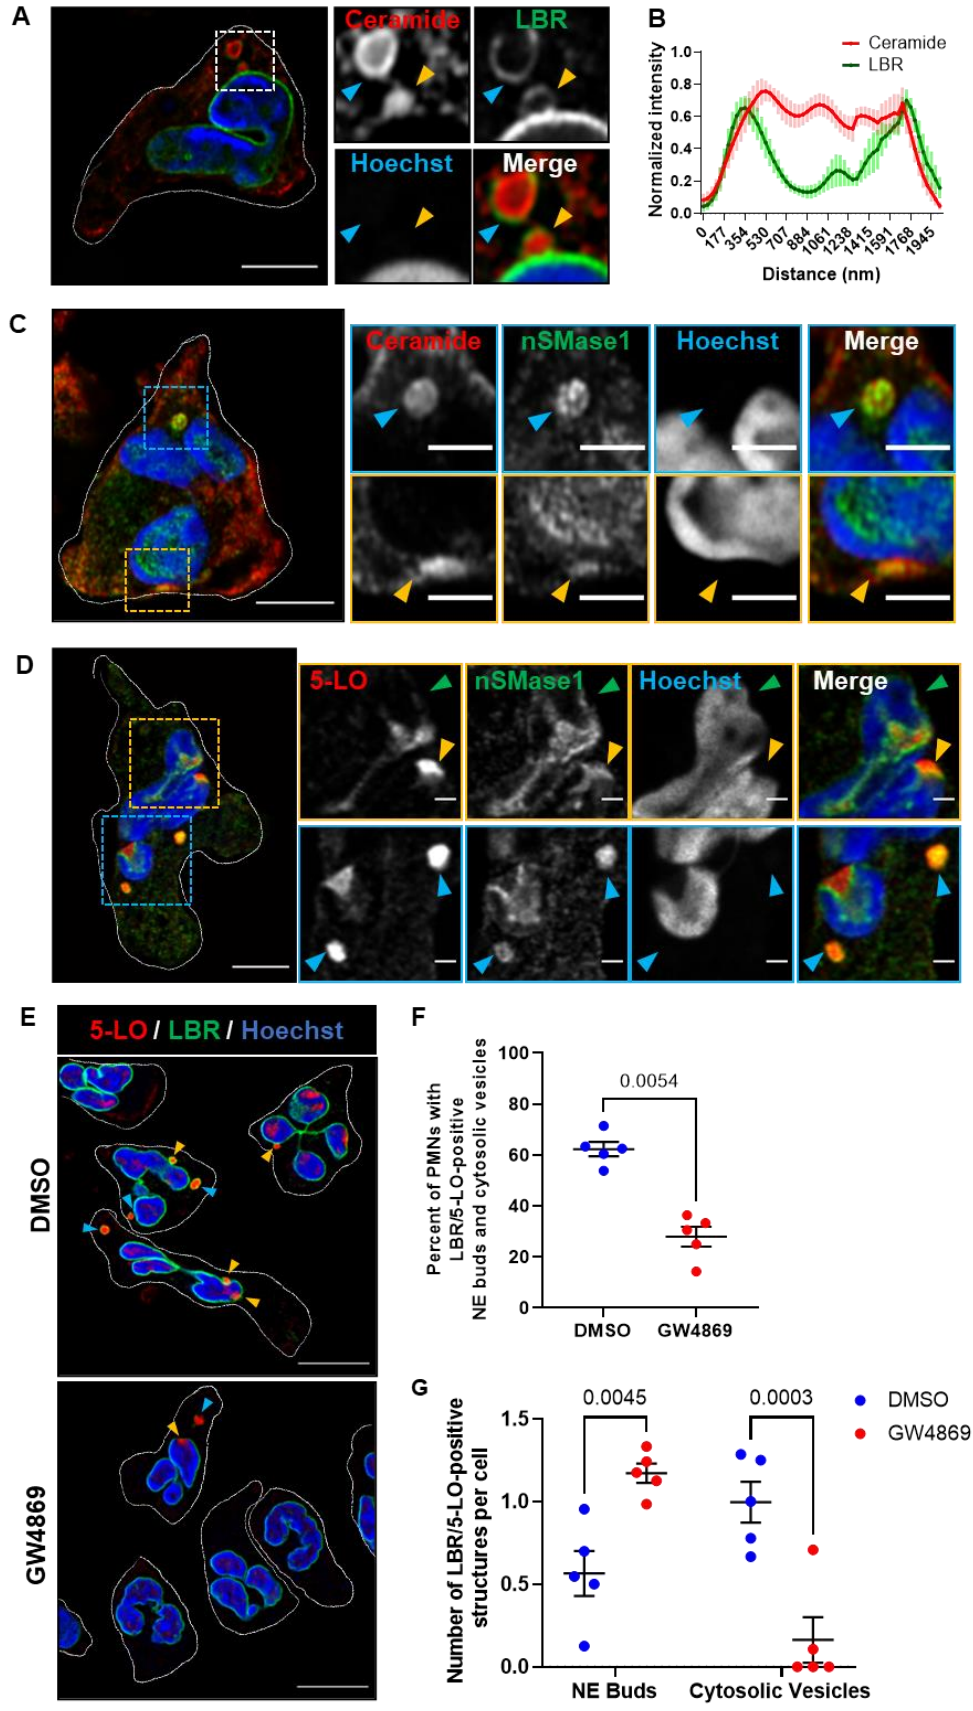 A
Ceramide
LBR
Hoechst
Merge
B
Normalized intensity
1.0
0.8
0.6
0.4
0.2
0.0
Ceramide
LBR
0
177
354
530
707
884
1061
1238
1415
1591
1768
1945
Distance (nm)
C
Ceramide
nSMase1
Hoechst
Merge
D
5-LO
nSMase1
Hoechst
Merge
E
5-LO / LBR / Hoechst
DMSO
GW4869
F
Percent of PMNs with
LBR/5-LO-positive
NE buds and cytosolic vesicles
100
80
60
40
20
0
0.0054
DMSO
GW4869
G
Number of LBR/5-LO-positive
structures per cell
1.5
1.0
0.5
0.0
0.0045
0.0003
DMSO
GW4869
NE Buds
Cytosolic Vesicles